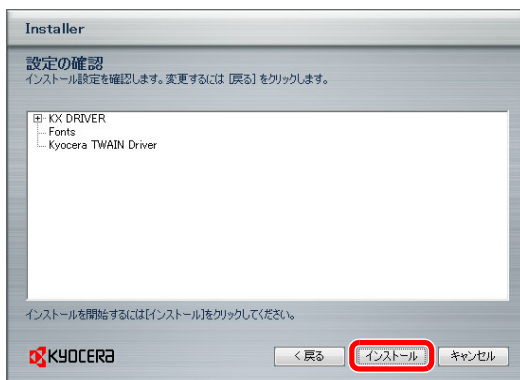 Installer
設定の確認
インストール設定を確認します。変更するには [戻る] をクリックします。
KX DRIVER
Fonts
Kyocera TWAIN Driver
インストールを開始するには[インストール]をクリックしてください。
KYOCERA
< 戻る
インストール
キャンセル